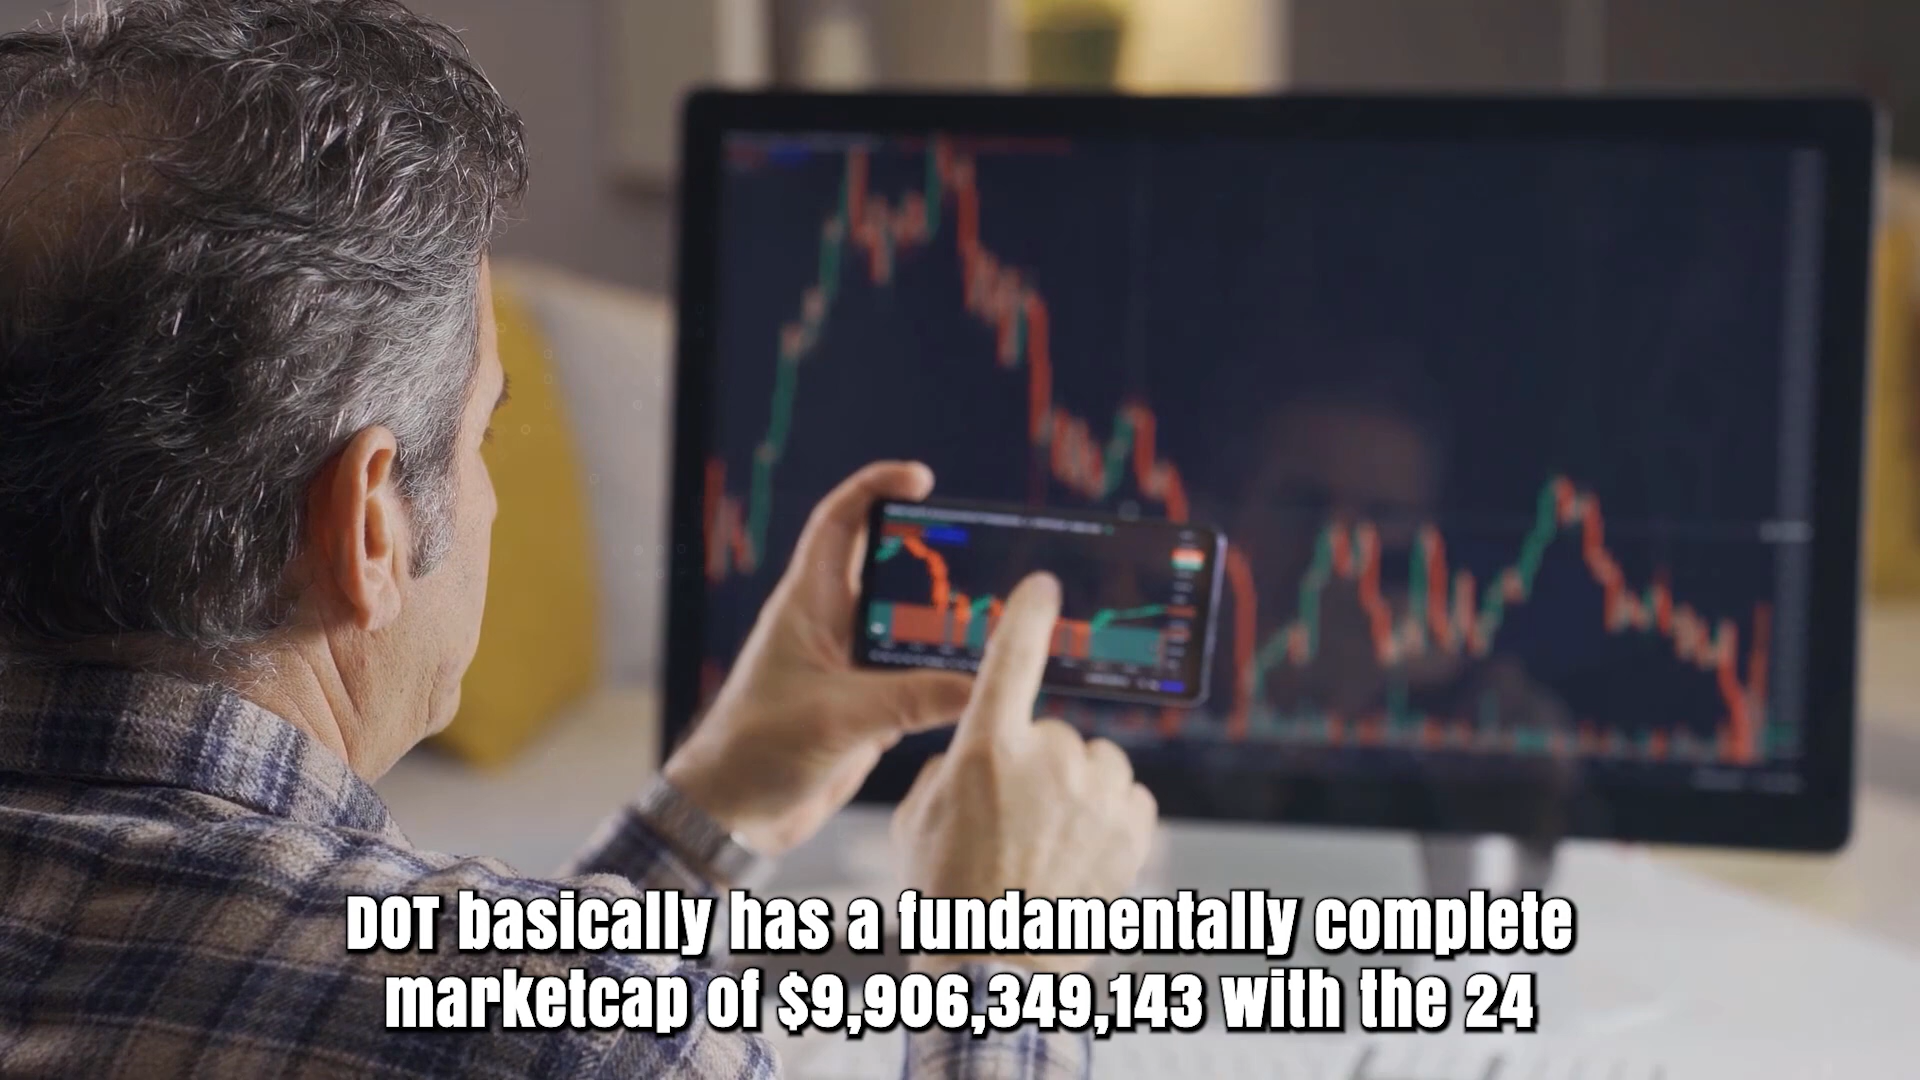 DOT basically has a fundamentally complete
marketcap of $9,906,349,143 with the 24